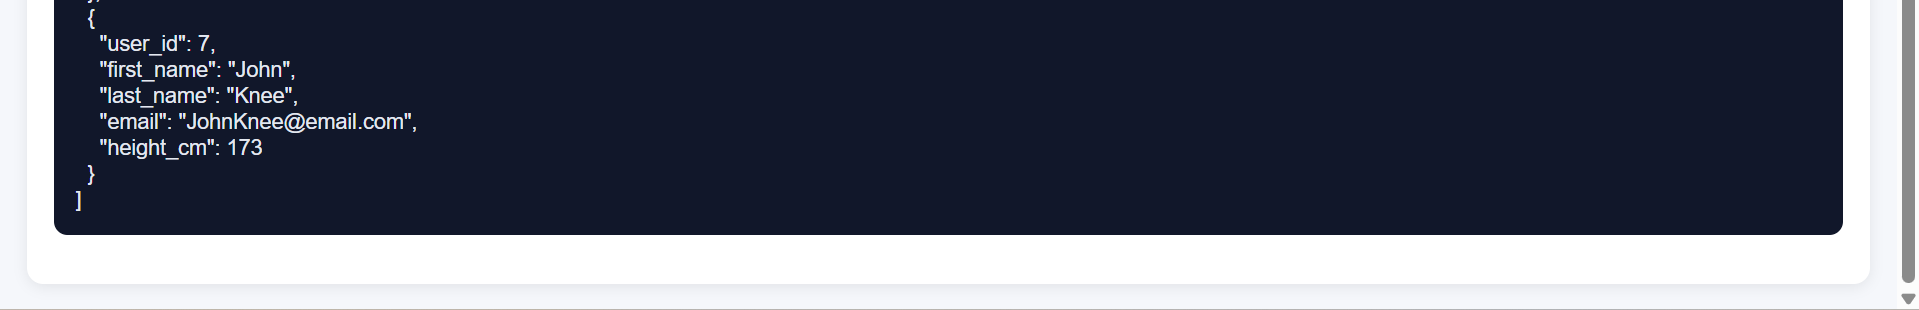 {
"user_id": 7,
"first_name": "John",
"last_name": "Knee",
"email": "JohnKnee@email.com",
"height_cm": 173
}
]